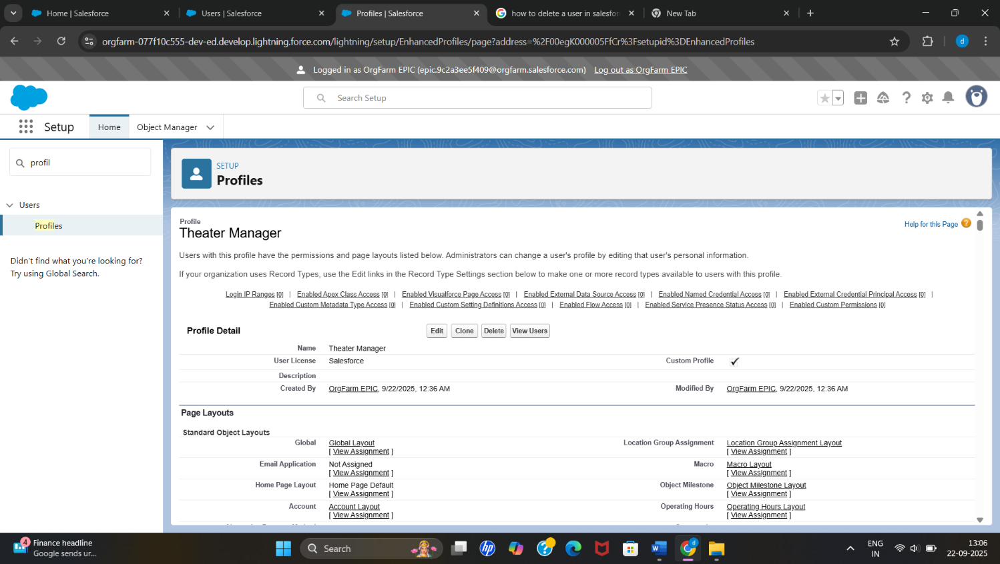 Home | Salesforce
Users | Salesforce
Profiles | Salesforce
how to delete a user in salesfor
New Tab
orgfarm-077f10c555-dev-ed.develop.lightning.force.com/lightning/setup/EnhancedProfiles/page?address=%2F00egK000005FfCr%3Fsetupid%3DEnhancedProfiles
d
Logged in as OrgFarm EPIC (epic.9c2a3ee5f409@orgfarm.salesforce.com) Log out as OrgFarm EPIC
Search Setup
Setup
Home
Object Manager
profil
Users
Profiles
Didn't find what you're looking for?
Try using Global Search.
SETUP
Profiles
Profile
Theater Manager
Help for this Page ?
Users with this profile have the permissions and page layouts listed below. Administrators can change a user's profile by editing that user's personal information.
If your organization uses Record Types, use the Edit links in the Record Type Settings section below to make one or more record types available to users with this profile.
Login IP Ranges [0] | Enabled Apex Class Access [0] | Enabled Visualforce Page Access [0] | Enabled External Data Source Access [0] | Enabled Named Credential Access [0] | Enabled External Credential Principal Access [0] |
Enabled Custom Metadata Type Access [0] | Enabled Custom Setting Definitions Access [0] | Enabled Flow Access [0] | Enabled Service Presence Status Access [0] | Enabled Custom Permissions [0]
Profile Detail
Edit Clone Delete View Users
Name Theater Manager
User License Salesforce Custom Profile ✓
Description
Created By OrgFarm EPIC, 9/22/2025, 12:36 AM Modified By OrgFarm EPIC, 9/22/2025, 12:36 AM
Page Layouts
Standard Object Layouts
Global Global Layout Location Group Assignment Location Group Assignment Layout
[ View Assignment ] [ View Assignment ]
Email Application Not Assigned Macro Macro Layout
[ View Assignment ] [ View Assignment ]
Home Page Layout Home Page Default Object Milestone Object Milestone Layout
[ View Assignment ] [ View Assignment ]
Account Account Layout Operating Hours Operating Hours Layout
[ View Assignment ] [ View Assignment ]
4
Finance headline
Google sends ur...
Search
hp
W
d
ENG
IN
13:06
22-09-2025